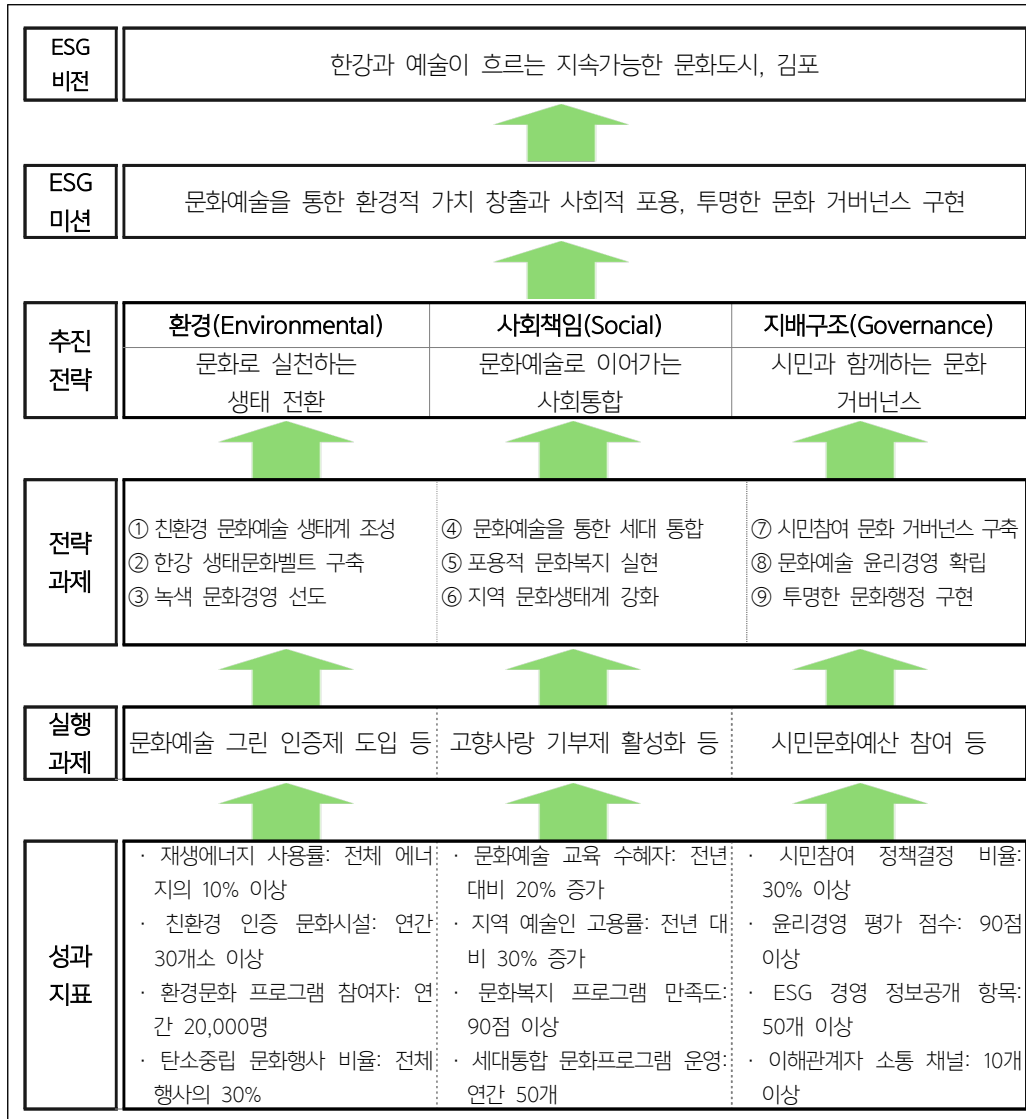 ESG
비전
한강과 예술이 흐르는 지속가능한 문화도시, 김포
ESG
미션
문화예술을 통한 환경적 가치 창출과 사회적 포용, 투명한 문화 거버넌스 구현
추진
전략
환경(Environmental)
문화로 실천하는
생태 전환
사회책임(Social)
문화예술로 이어가는
사회통합
지배구조(Governance)
시민과 함께하는 문화
거버넌스
전략
과제
① 친환경 문화예술 생태계 조성
② 한강 생태문화벨트 구축
③ 녹색 문화경영 선도
④ 문화예술을 통한 세대 통합
⑤ 포용적 문화복지 실현
⑥ 지역 문화생태계 강화
⑦ 시민참여 문화 거버넌스 구축
⑧ 문화예술 윤리경영 확립
⑨ 투명한 문화행정 구현
실행
과제
문화예술 그린 인증제 도입 등
고향사랑 기부제 활성화 등
시민문화예산 참여 등
성과
지표
· 재생에너지 사용률: 전체 에너
지의 10% 이상
· 친환경 인증 문화시설: 연간
30개소 이상
· 환경문화 프로그램 참여자: 연
간 20,000명
· 탄소중립 문화행사 비율: 전체
행사의 30%
· 문화예술 교육 수혜자: 전년
대비 20% 증가
· 지역 예술인 고용률: 전년 대
비 30% 증가
· 문화복지 프로그램 만족도:
90점 이상
· 세대통합 문화프로그램 운영:
연간 50개
· 시민참여 정책결정 비율:
30% 이상
· 윤리경영 평가 점수: 90점
이상
· ESG 경영 정보공개 항목:
50개 이상
· 이해관계자 소통 채널: 10개
이상